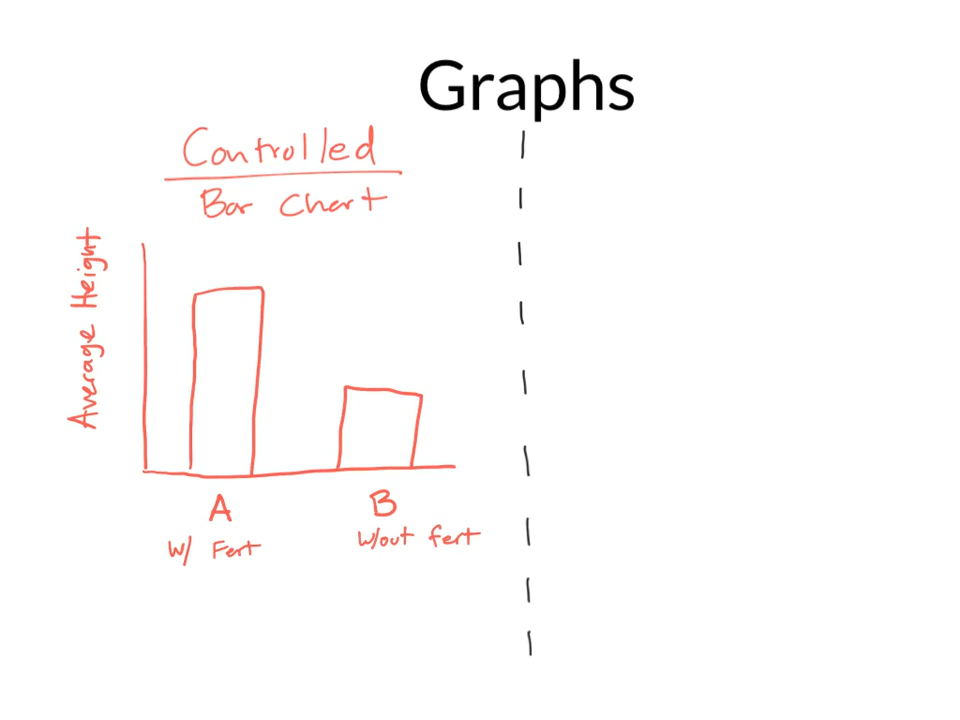 Graphs
Controlled
Bar Chart
Average Height
A
B
W/ Fert
W/out fert